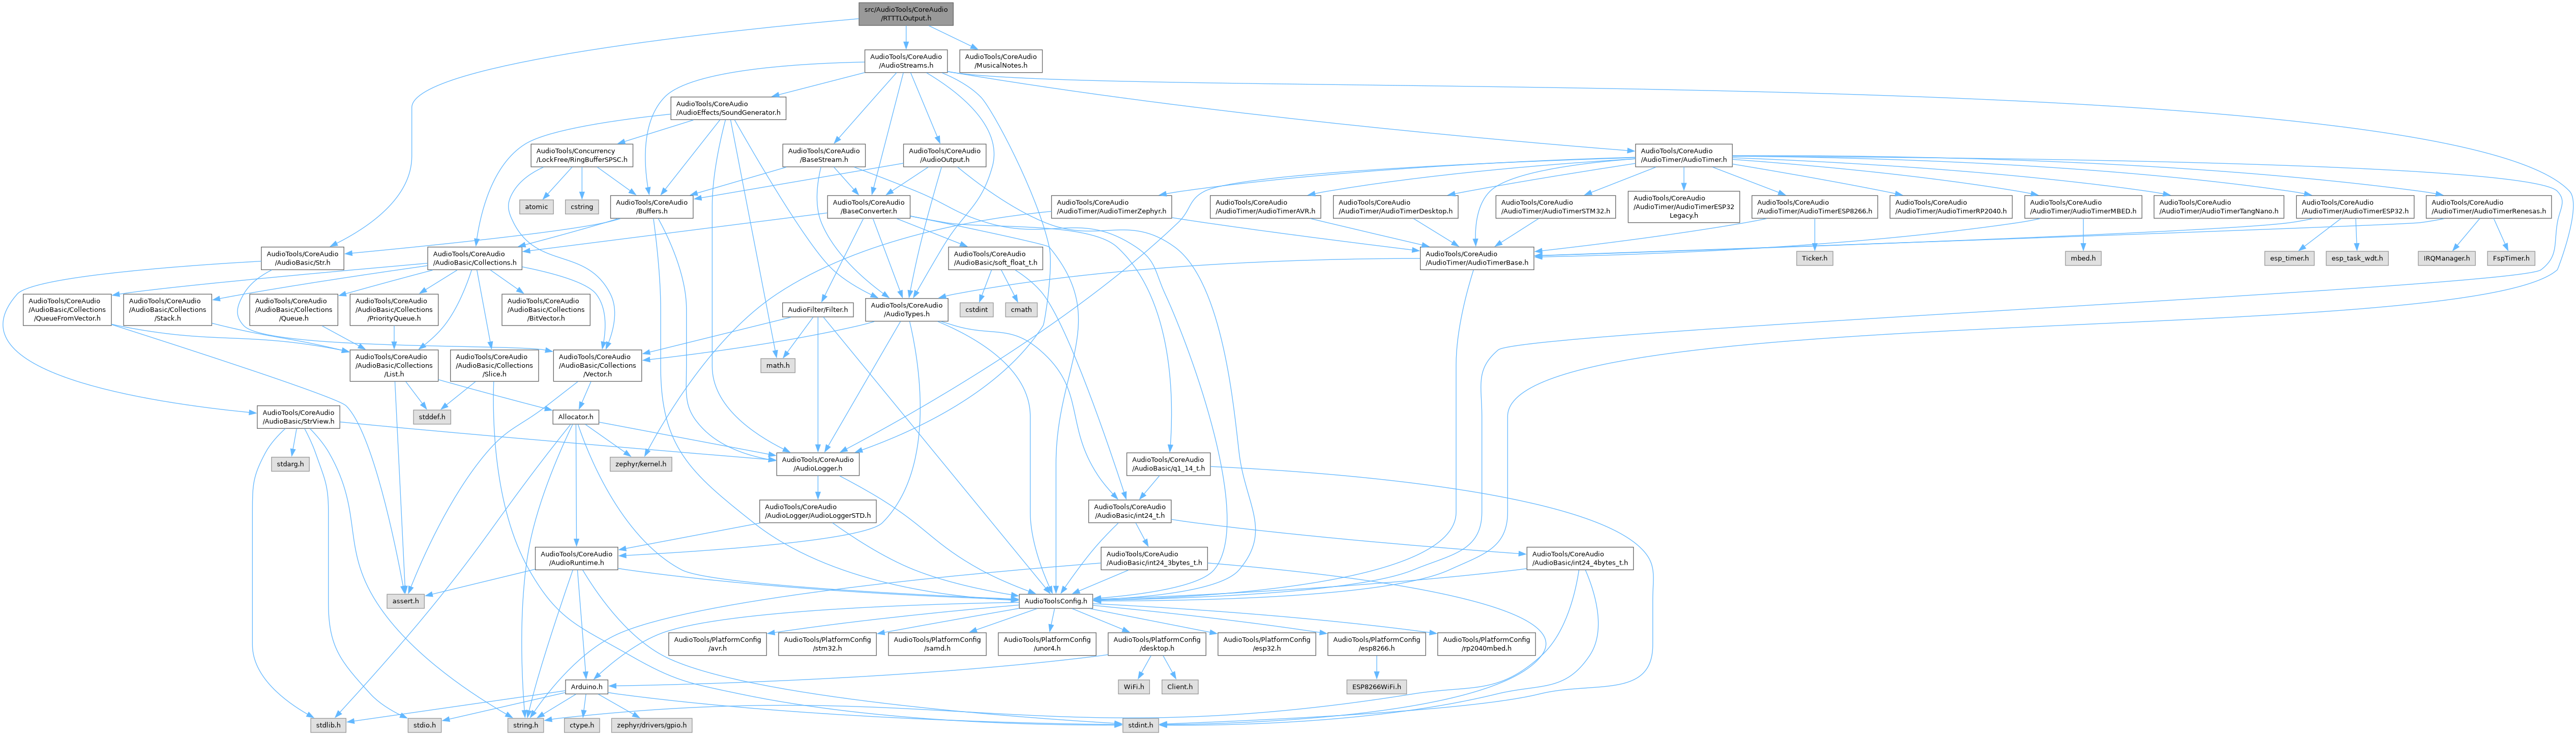 src/AudioTools/CoreAudio
/RTTTLOutput.h
AudioTools/CoreAudio
/AudioStreams.h
AudioTools/CoreAudio
/MusicalNotes.h
AudioTools/CoreAudio
/AudioEffects/SoundGenerator.h
AudioTools/Concurrency
/LockFree/RingBufferSPSC.h
AudioTools/CoreAudio
/BaseStream.h
AudioTools/CoreAudio
/AudioOutput.h
AudioTools/CoreAudio
/AudioTimer/AudioTimer.h
atomic
cstring
AudioTools/CoreAudio
/Buffers.h
AudioTools/CoreAudio
/BaseConverter.h
AudioTools/CoreAudio
/AudioTimer/AudioTimerZephyr.h
AudioTools/CoreAudio
/AudioTimer/AudioTimerAVR.h
AudioTools/CoreAudio
/AudioTimer/AudioTimerDesktop.h
AudioTools/CoreAudio
/AudioTimer/AudioTimerSTM32.h
AudioTools/CoreAudio
/AudioTimer/AudioTimerESP32
Legacy.h
AudioTools/CoreAudio
/AudioTimer/AudioTimerESP8266.h
AudioTools/CoreAudio
/AudioTimer/AudioTimerRP2040.h
AudioTools/CoreAudio
/AudioTimer/AudioTimerMBED.h
AudioTools/CoreAudio
/AudioTimer/AudioTimerTangNano.h
AudioTools/CoreAudio
/AudioTimer/AudioTimerESP32.h
AudioTools/CoreAudio
/AudioTimer/AudioTimerRenesas.h
AudioTools/CoreAudio
/AudioBasic/Str.h
AudioTools/CoreAudio
/AudioBasic/Collections.h
AudioTools/CoreAudio
/AudioBasic/soft_float_t.h
AudioTools/CoreAudio
/AudioTimer/AudioTimerBase.h
Ticker.h
mbed.h
esp_timer.h
esp_task_wdt.h
IRQManager.h
FspTimer.h
AudioTools/CoreAudio
/AudioBasic/Collections
/QueueFromVector.h
AudioTools/CoreAudio
/AudioBasic/Collections
/Stack.h
AudioTools/CoreAudio
/AudioBasic/Collections
/Queue.h
AudioTools/CoreAudio
/AudioBasic/Collections
/PriorityQueue.h
AudioTools/CoreAudio
/AudioBasic/Collections
/BitVector.h
AudioFilter/Filter.h
AudioTools/CoreAudio
/AudioTypes.h
cstdint
cmath
AudioTools/CoreAudio
/AudioBasic/Collections
/List.h
AudioTools/CoreAudio
/AudioBasic/Collections
/Slice.h
AudioTools/CoreAudio
/AudioBasic/Collections
/Vector.h
math.h
AudioTools/CoreAudio
/AudioBasic/StrView.h
stddef.h
Allocator.h
stdarg.h
zephyr/kernel.h
AudioTools/CoreAudio
/AudioLogger.h
AudioTools/CoreAudio
/AudioBasic/q1_14_t.h
AudioTools/CoreAudio
/AudioLogger/AudioLoggerSTD.h
AudioTools/CoreAudio
/AudioBasic/int24_t.h
AudioTools/CoreAudio
/AudioRuntime.h
AudioTools/CoreAudio
/AudioBasic/int24_3bytes_t.h
AudioTools/CoreAudio
/AudioBasic/int24_4bytes_t.h
assert.h
AudioToolsConfig.h
AudioTools/PlatformConfig
/avr.h
AudioTools/PlatformConfig
/stm32.h
AudioTools/PlatformConfig
/samd.h
AudioTools/PlatformConfig
/unor4.h
AudioTools/PlatformConfig
/desktop.h
AudioTools/PlatformConfig
/esp32.h
AudioTools/PlatformConfig
/esp8266.h
AudioTools/PlatformConfig
/rp2040mbed.h
Arduino.h
WiFi.h
Client.h
ESP8266WiFi.h
stdlib.h
stdio.h
string.h
ctype.h
zephyr/drivers/gpio.h
stdint.h